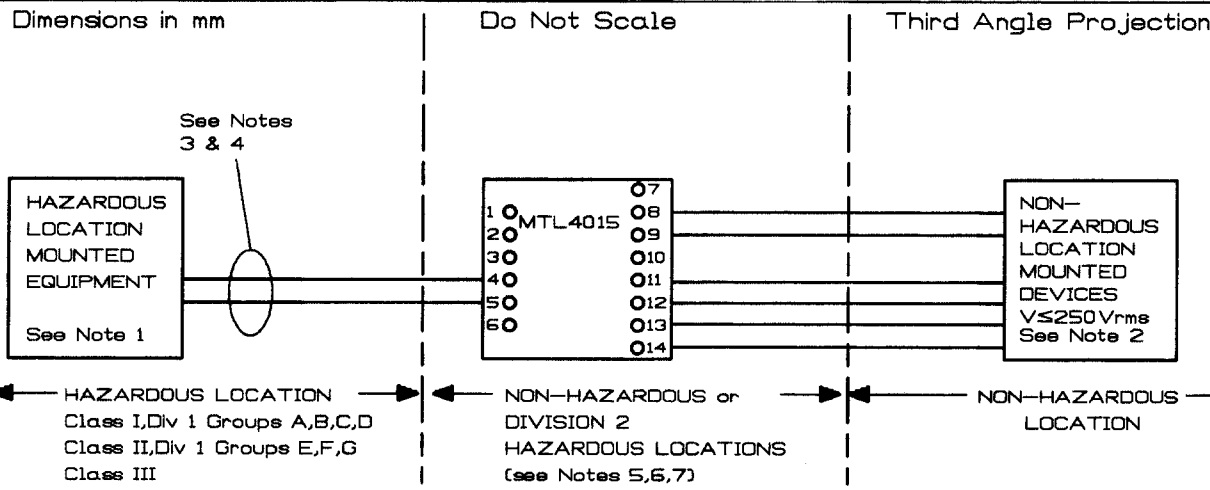 Dimensions in mm
Do Not Scale
Third Angle Projection
See Notes
3 & 4
HAZARDOUS
LOCATION
MOUNTED
EQUIPMENT
See Note 1
MTL4015
1
2
3
4
5
6
7
8
9
10
11
12
13
14
NON-
HAZARDOUS
LOCATION
MOUNTED
DEVICES
V≤250Vrms
See Note 2
HAZARDOUS LOCATION
Class I,Div 1 Groups A,B,C,D
Class II,Div 1 Groups E,F,G
Class III
NON-HAZARDOUS or
DIVISION 2
HAZARDOUS LOCATIONS
(see Notes 5,6,7)
NON-HAZARDOUS
LOCATION